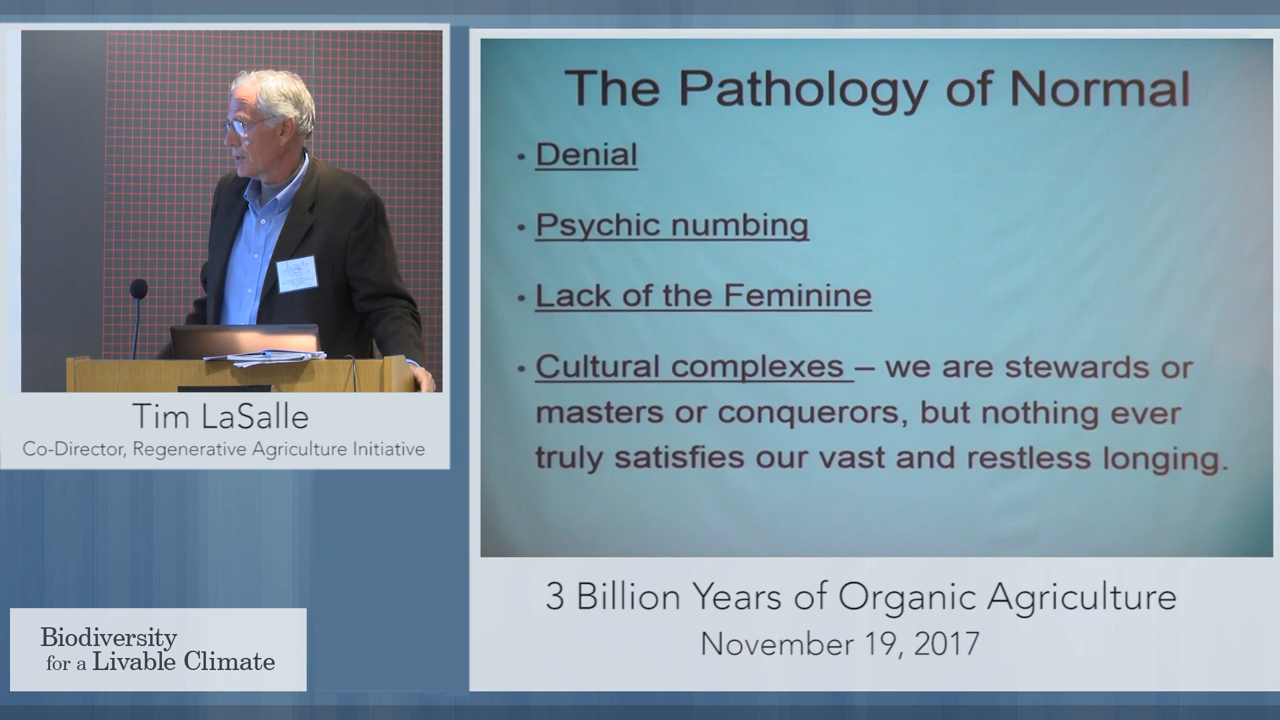 Tim LaSalle
Co-Director, Regenerative Agriculture Initiative
Biodiversity
for a Livable Climate
The Pathology of Normal
• Denial
• Psychic numbing
• Lack of the Feminine
• Cultural complexes – we are stewards or
masters or conquerors, but nothing ever
truly satisfies our vast and restless longing.
3 Billion Years of Organic Agriculture
November 19, 2017